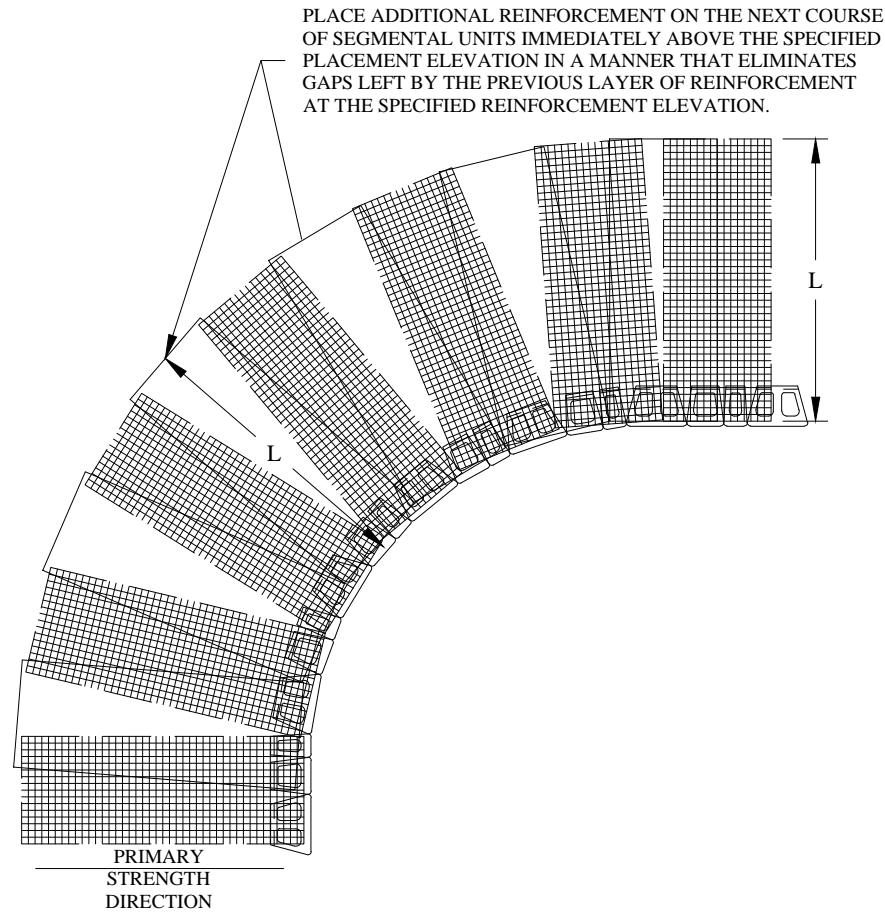 PLACE ADDITIONAL REINFORCEMENT ON THE NEXT COURSE
OF SEGMENTAL UNITS IMMEDIATELY ABOVE THE SPECIFIED
PLACEMENT ELEVATION IN A MANNER THAT ELIMINATES
GAPS LEFT BY THE PREVIOUS LAYER OF REINFORCEMENT
AT THE SPECIFIED REINFORCEMENT ELEVATION.
L
L
PRIMARY
STRENGTH
DIRECTION